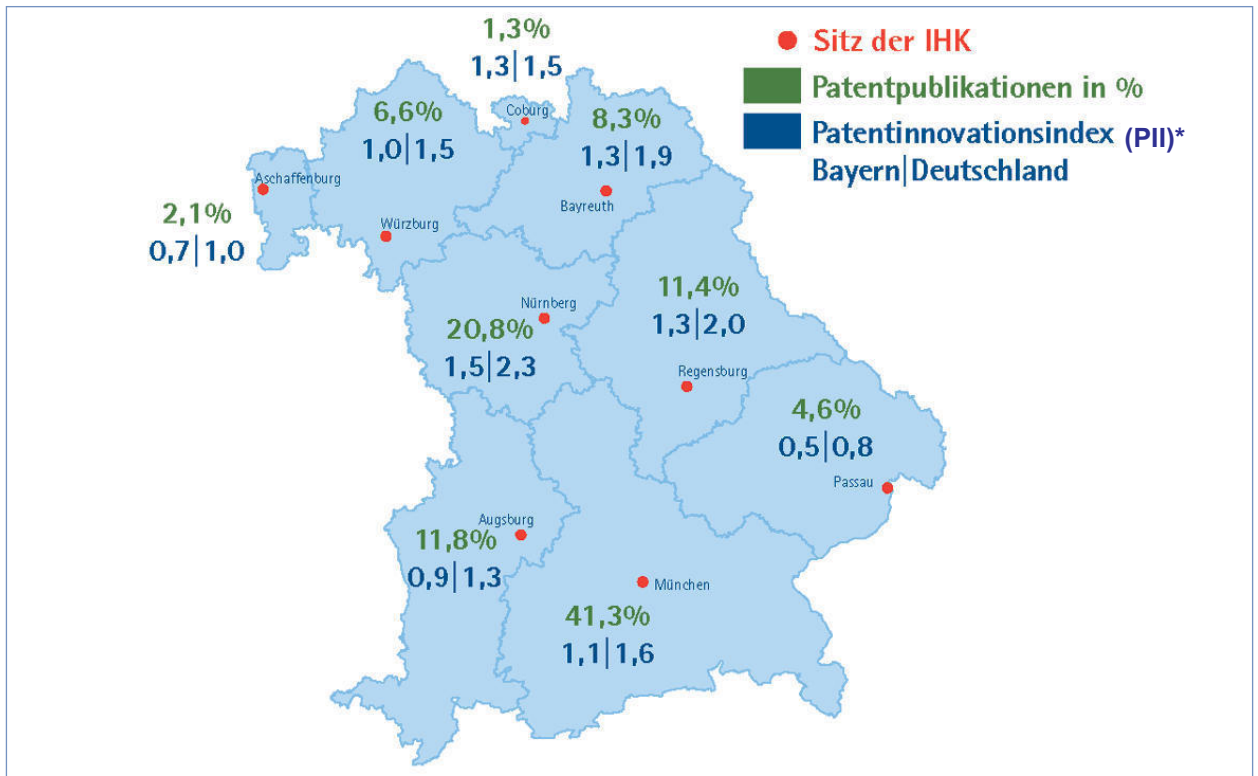 1,3%
1,3|1,5
Coburg
Sitz der IHK
Patentpublikationen in %
Patentinnovationsindex (PII)*
Bayern|Deutschland
6,6%
1,0|1,5
Würzburg
8,3%
1,3|1,9
Bayreuth
Aschaffenburg
2,1%
0,7|1,0
Nürnberg
20,8%
1,5|2,3
11,4%
1,3|2,0
Regensburg
4,6%
0,5|0,8
Passau
Augsburg
11,8%
0,9|1,3
München
41,3%
1,1|1,6